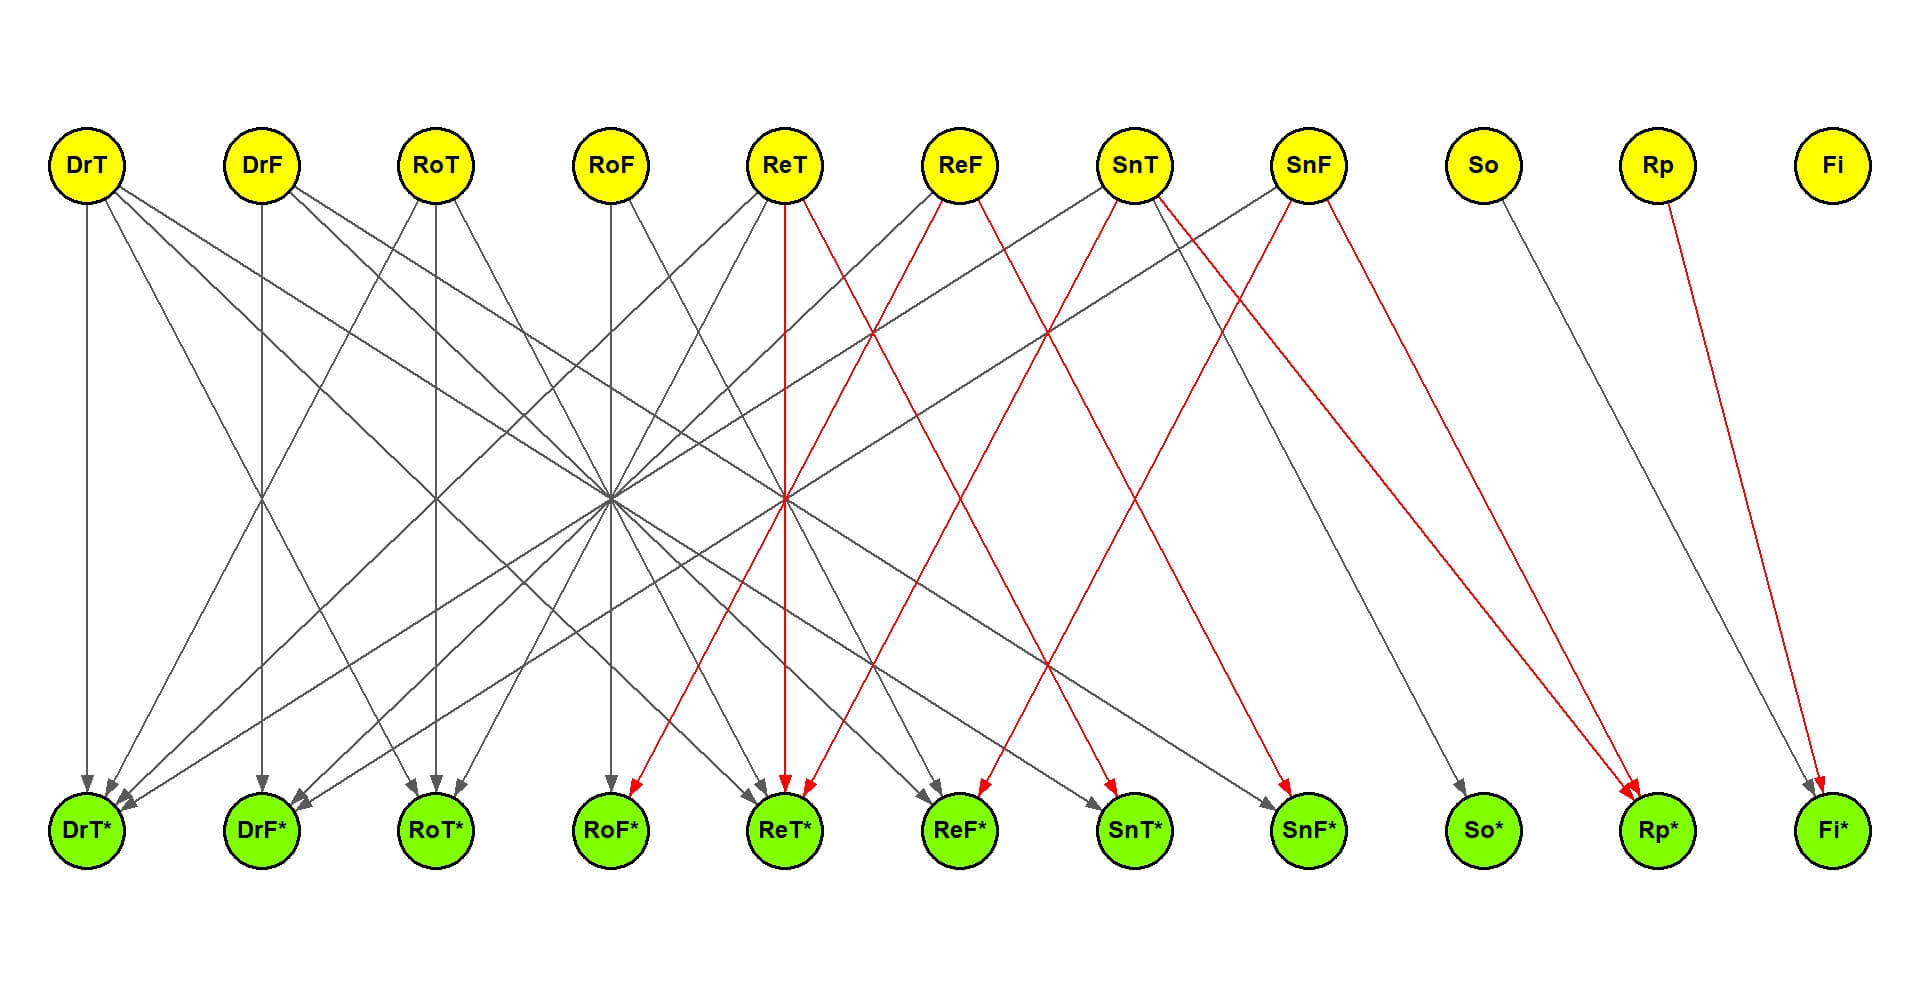 DrT DrF RoT RoF ReT ReF SnT SnF So Rp Fi
DrT* DrF* RoT* RoF* ReT* ReF* SnT* SnF* So* Rp* Fi*